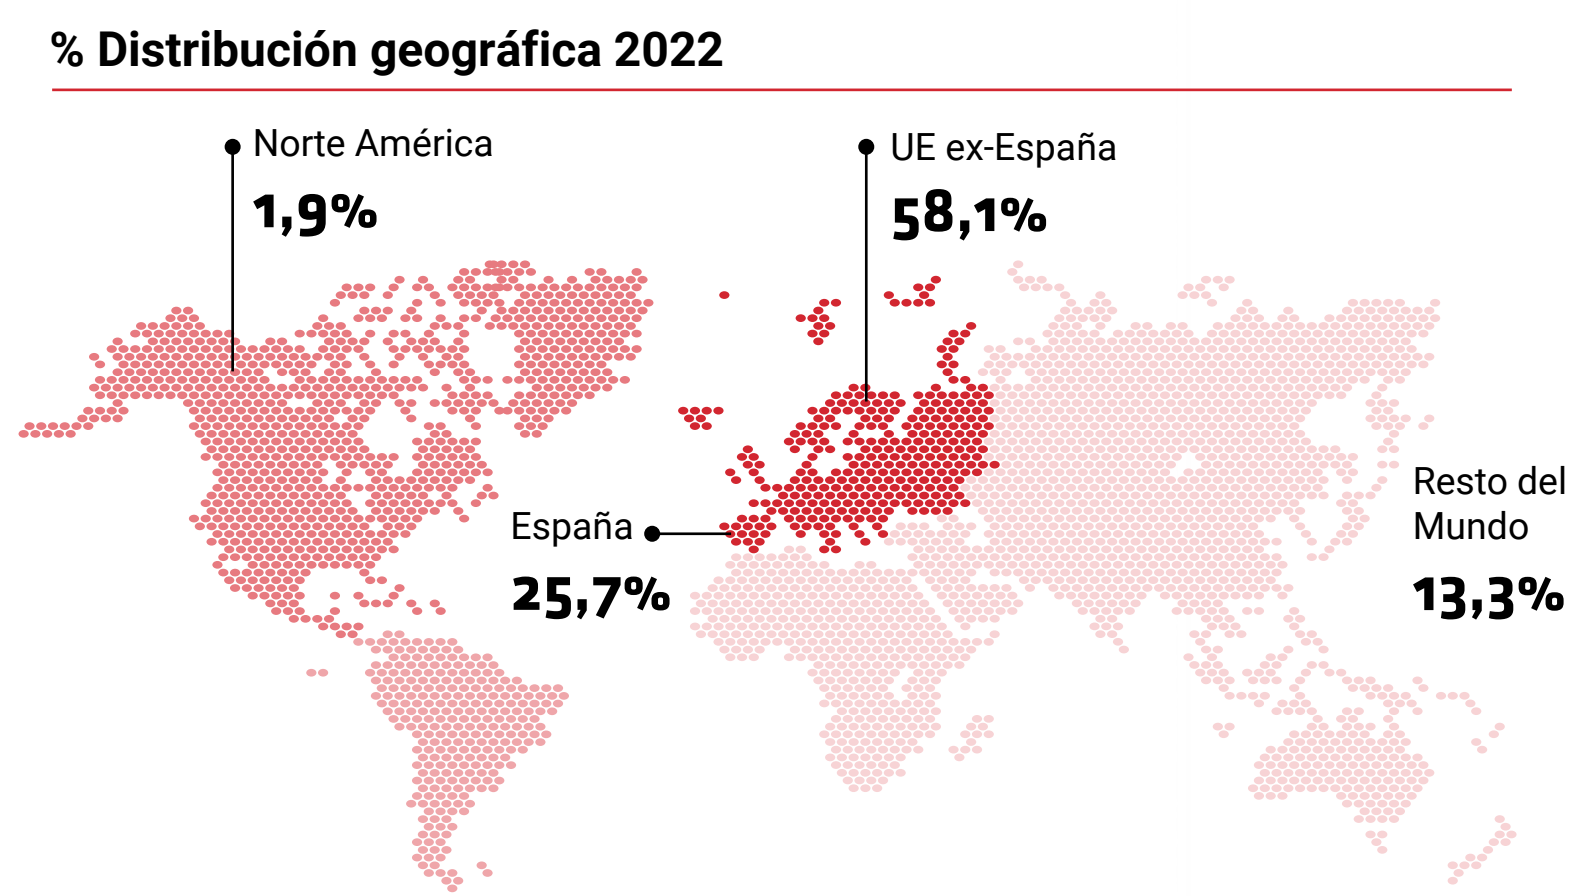 % Distribución geográfica 2022
Norte América
1,9%
UE ex-España
58,1%
España
25,7%
Resto del
Mundo
13,3%